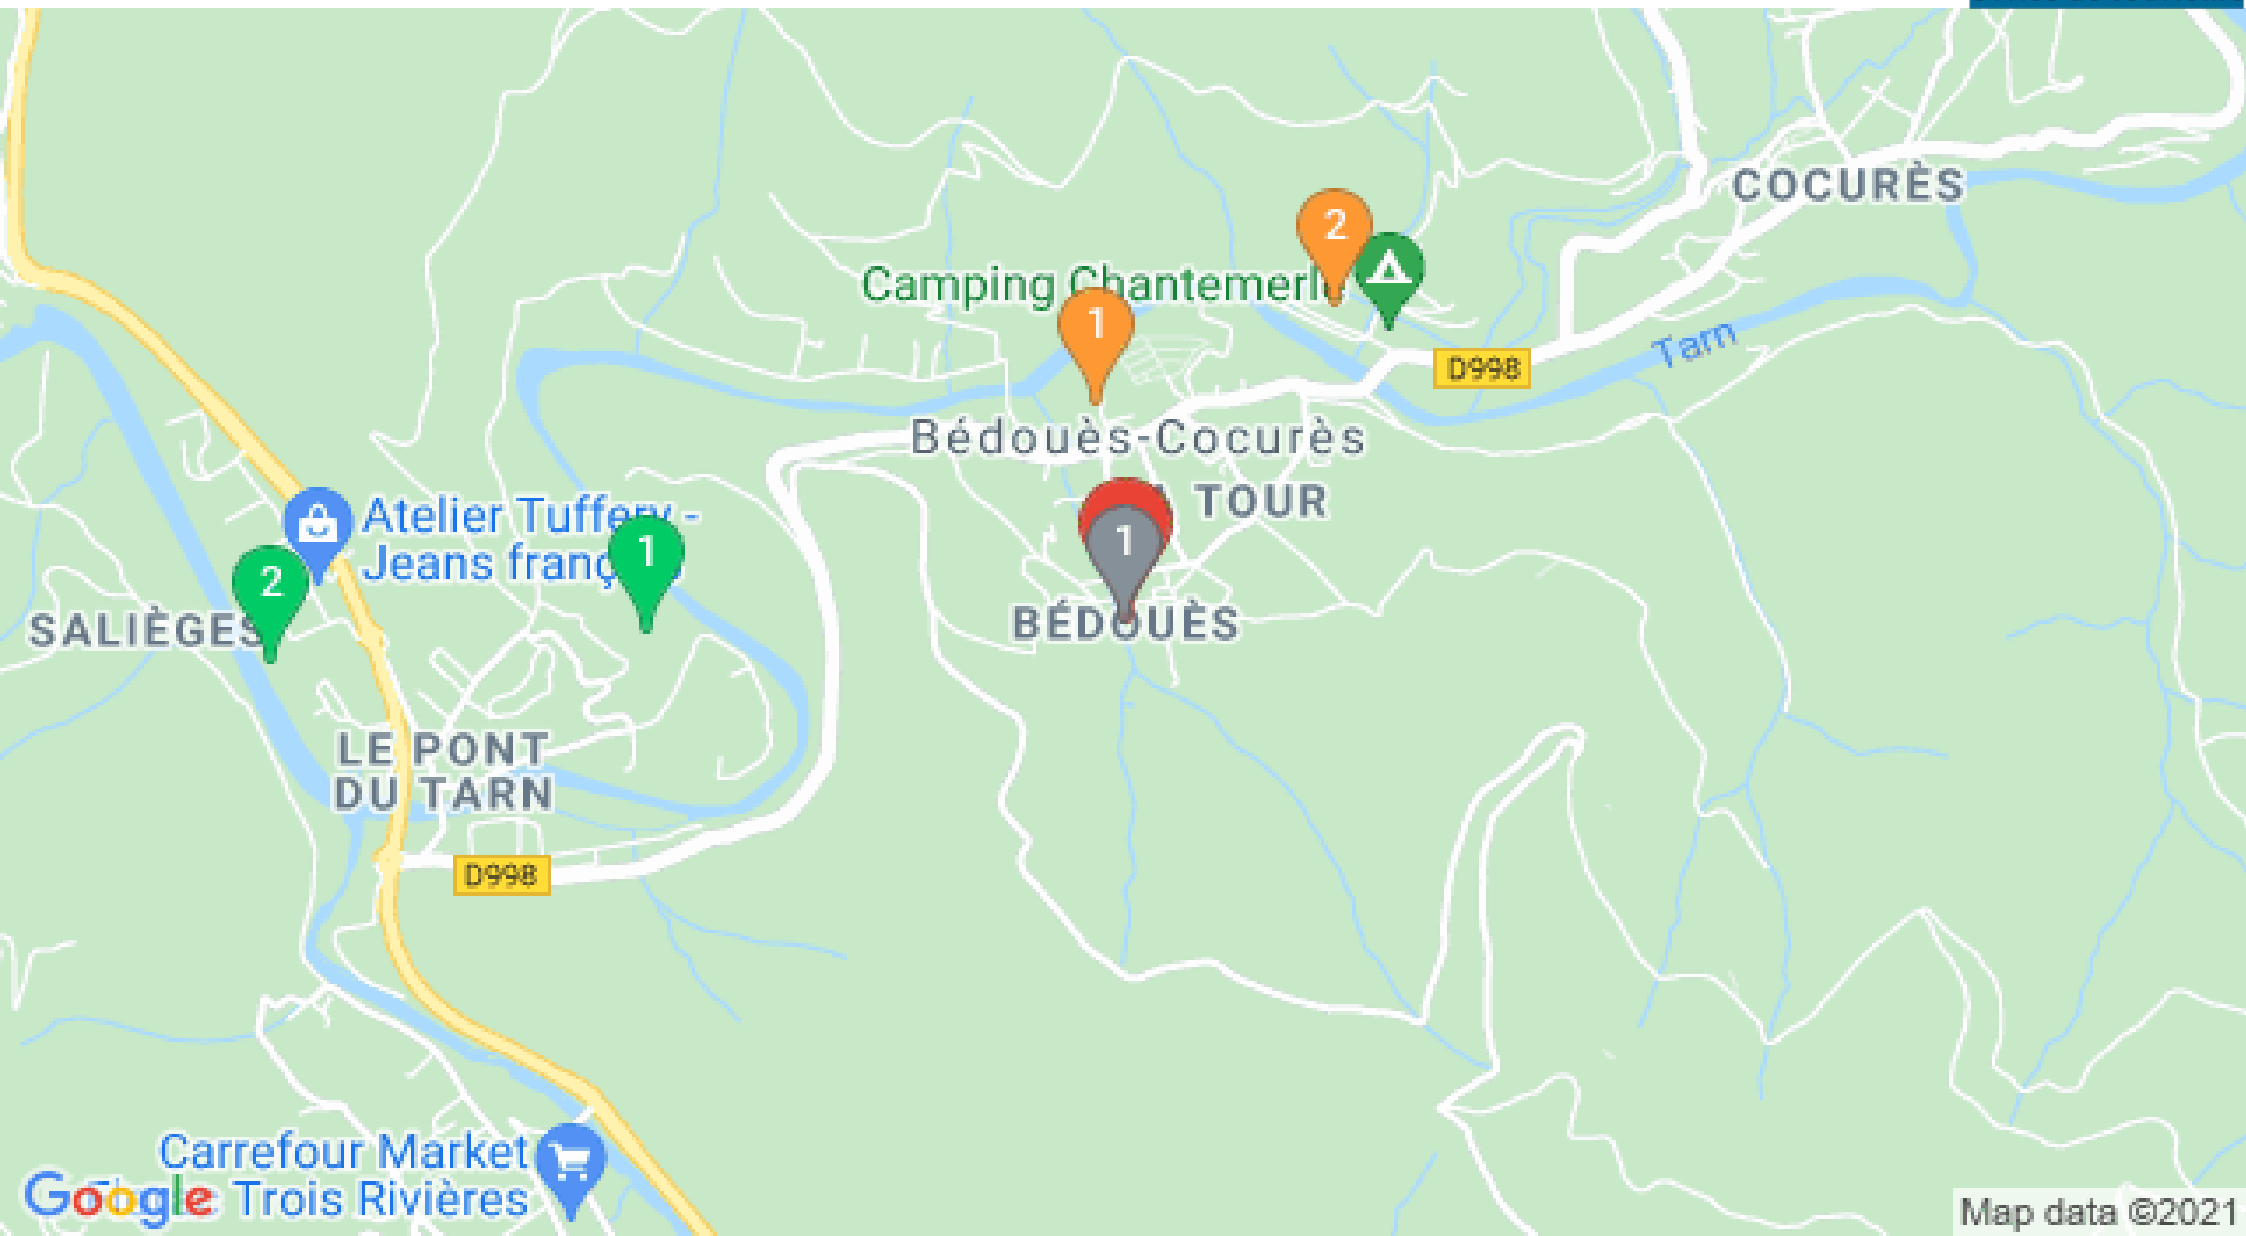 COCURÈS
2
Camping Chantemerle
1
Tarn
D998
Bédouès-Cocurès
TOUR
Atelier Tuffery -
Jeans franç
1
1
2
BÉDOUÈS
SALIÈGES
LE PONT
DU TARN
D998
Carrefour Market
Trois Rivières
Google
Map data ©2021